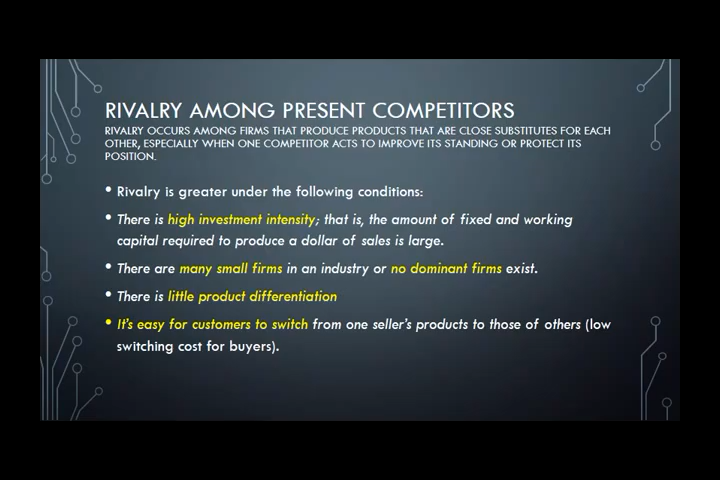 RIVALRY AMONG PRESENT COMPETITORS
RIVALRY OCCURS AMONG FIRMS THAT PRODUCE PRODUCTS THAT ARE CLOSE SUBSTITUTES FOR EACH
OTHER, ESPECIALLY WHEN ONE COMPETITOR ACTS TO IMPROVE ITS STANDING OR PROTECT ITS
POSITION.
• Rivalry is greater under the following conditions:
• There is high investment intensity; that is, the amount of fixed and working
capital required to produce a dollar of sales is large.
• There are many small firms in an industry or no dominant firms exist.
• There is little product differentiation
• It's easy for customers to switch from one seller's products to those of others (low
switching cost for buyers).